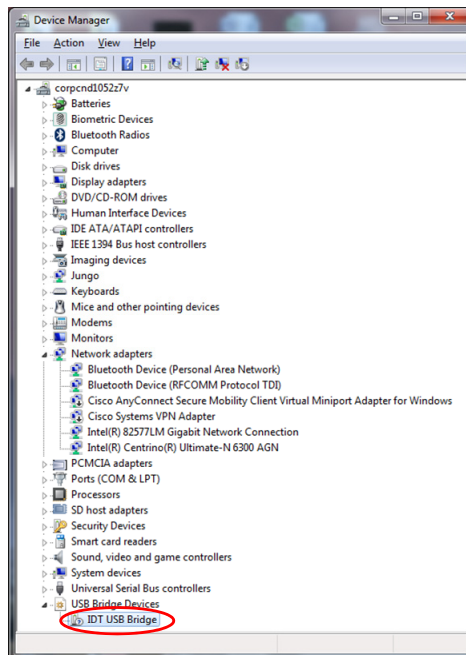 Device Manager
File Action View Help
corpcnd1052z7v
Batteries
Biometric Devices
Bluetooth Radios
Computer
Disk drives
Display adapters
DVD/CD-ROM drives
Human Interface Devices
IDE ATA/ATAPI controllers
IEEE 1394 Bus host controllers
Imaging devices
Jungo
Keyboards
Mice and other pointing devices
Modems
Monitors
Network adapters
Bluetooth Device (Personal Area Network)
Bluetooth Device (RFCOMM Protocol TDI)
Cisco AnyConnect Secure Mobility Client Virtual Miniport Adapter for Windows
Cisco Systems VPN Adapter
Intel(R) 82577LM Gigabit Network Connection
Intel(R) Centrino(R) Ultimate-N 6300 AGN
PCMCIA adapters
Ports (COM & LPT)
Processors
SD host adapters
Security Devices
Smart card readers
Sound, video and game controllers
System devices
Universal Serial Bus controllers
USB Bridge Devices
IDT USB Bridge